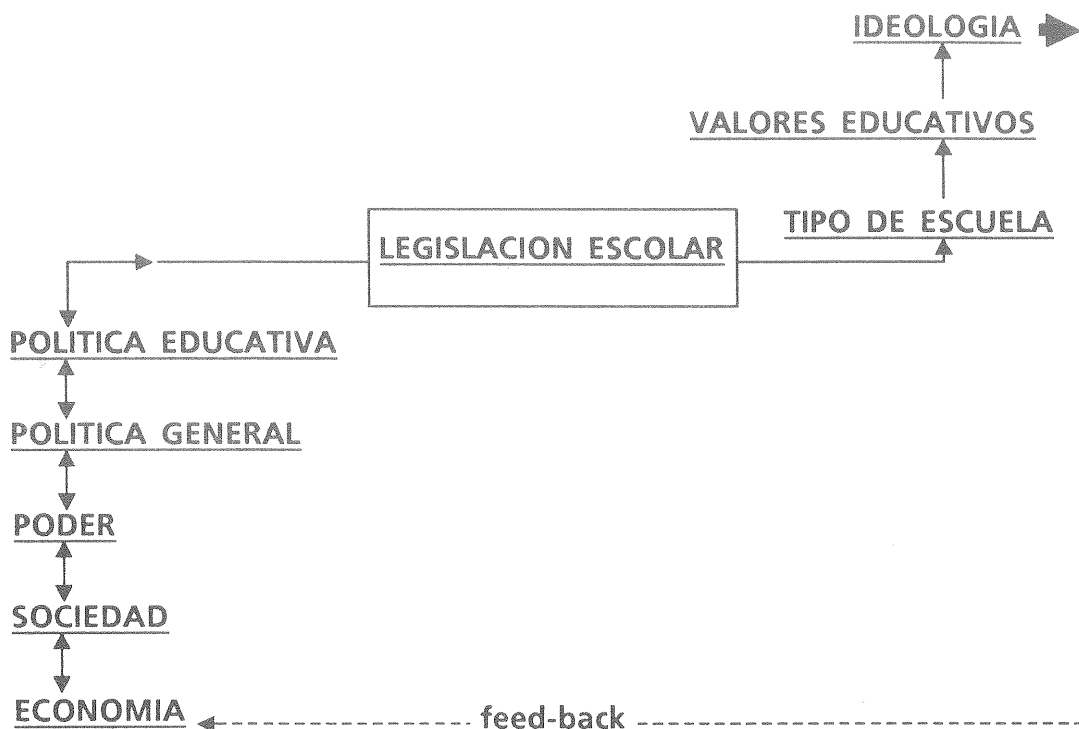 IDEOLOGIA
VALORES EDUCATIVOS
TIPO DE ESCUELA
LEGISLACION ESCOLAR
POLITICA EDUCATIVA
POLITICA GENERAL
PODER
SOCIEDAD
ECONOMIA
feed-back